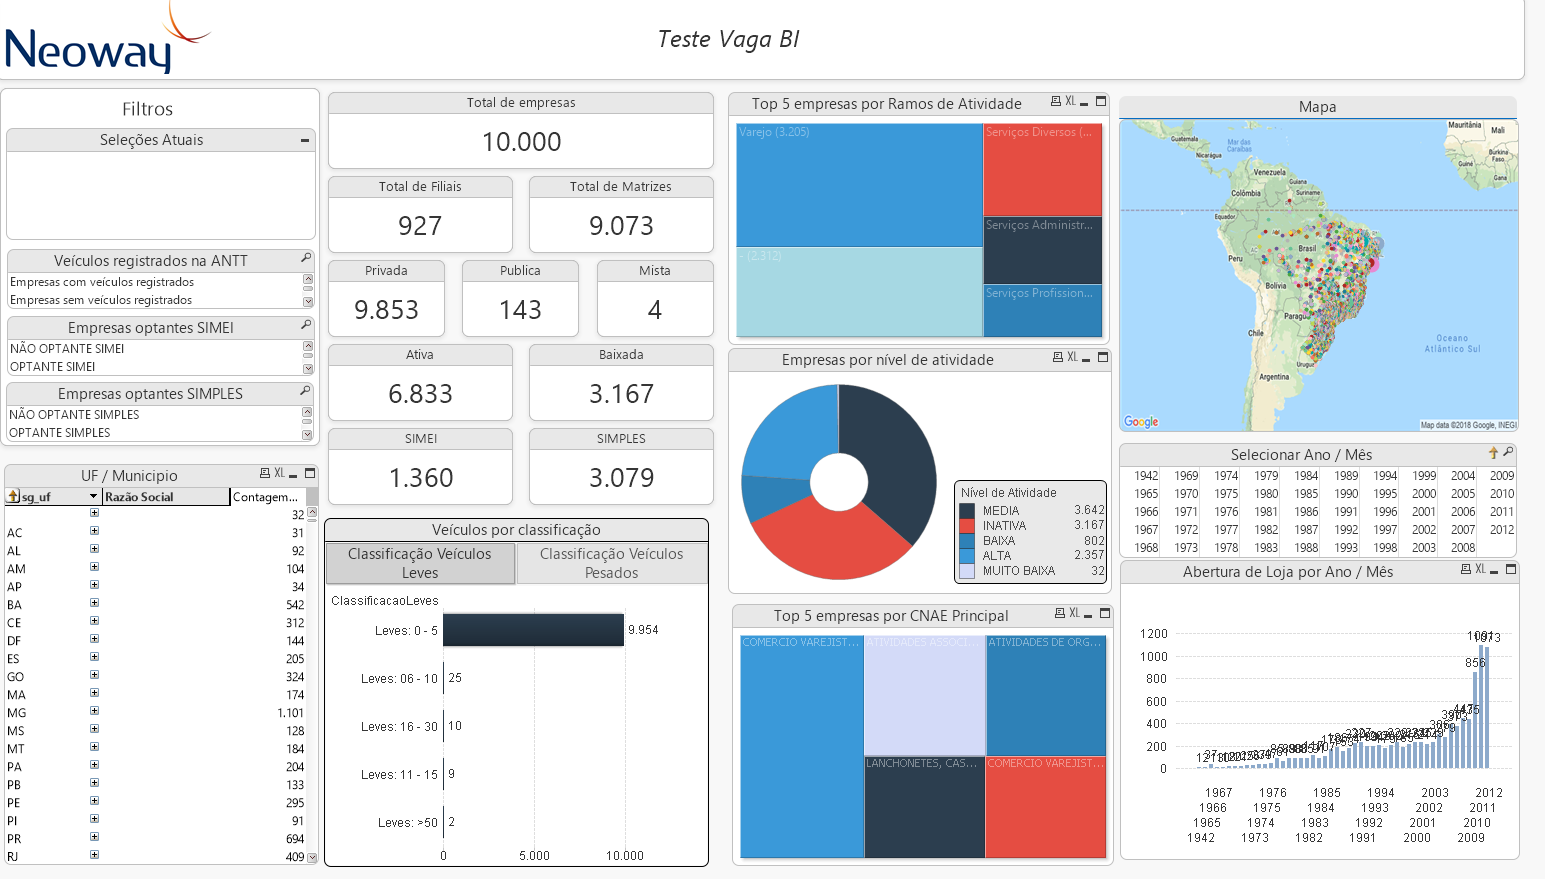 Neoway
Teste Vaga BI
Filtros
Seleções Atuais
Veículos registrados na ANTT
Empresas com veículos registrados
Empresas sem veículos registrados
Empresas optantes SIMEI
NÃO OPTANTE SIMEI
OPTANTE SIMEI
Empresas optantes SIMPLES
NÃO OPTANTE SIMPLES
OPTANTE SIMPLES
UF / Municipio
XL
sg_uf Razão Social Contagem...
32
AC 31
AL 92
AM 104
AP 34
BA 542
CE 312
DF 144
ES 205
GO 324
MA 174
MG 1.101
MS 128
MT 184
PA 204
PB 133
PE 295
PI 91
PR 694
RJ 409
Total de empresas
10.000
Total de Filiais
927
Total de Matrizes
9.073
Privada
9.853
Publica
143
Mista
4
Ativa
6.833
Baixada
3.167
SIMEI
1.360
SIMPLES
3.079
Veículos por classificação
Classificação Veículos Leves
Classificação Veículos Pesados
ClassificacaoLeves
Leves: 0 - 5 9.954
Leves: 06 - 10 25
Leves: 16 - 30 10
Leves: 11 - 15 9
Leves: >50 2
0 5.000 10.000
Top 5 empresas por Ramos de Atividade
XL
Varejo (3.205)
Serviços Diversos (...
- (2.312)
Serviços Administr...
Serviços Profission...
Empresas por nível de atividade
XL
Nível de Atividade
MEDIA 3.642
INATIVA 3.167
BAIXA 802
ALTA 2.357
MUITO BAIXA 32
Top 5 empresas por CNAE Principal
XL
COMERCIO VAREJIST...
ATIVIDADES ASSOCI...
ATIVIDADES DE ORG...
LANCHONETES, CAS...
COMERCIO VAREJIST...
Mapa
Guatemala
Nicarágua
Mar das
Caraíbas
Venezuela
Guiana
Suriname
Colômbia
Equador
AC
Brasil
Peru
Bolívia
Paragu
Chile
Urugu
Argentina
Mauritânia
Mali
Burkina
Faso
Guiné
Gana
Oceano
Atlântico Sul
Google
Map data ©2018 Google, INEGI
Selecionar Ano / Mês
1942 1969 1974 1979 1984 1989 1994 1999 2004 2009
1965 1970 1975 1980 1985 1990 1995 2000 2005 2010
1966 1971 1976 1981 1986 1991 1996 2001 2006 2011
1967 1972 1977 1982 1987 1992 1997 2002 2007 2012
1968 1973 1978 1983 1988 1993 1998 2003 2008
Abertura de Loja por Ano / Mês
XL
1200
1000
800
600
400
200
0
856
1073
1967 1976 1985 1994 2003 2012
1966 1975 1984 1993 2002 2011
1965 1974 1983 1992 2001 2010
1942 1973 1982 1991 2000 2009